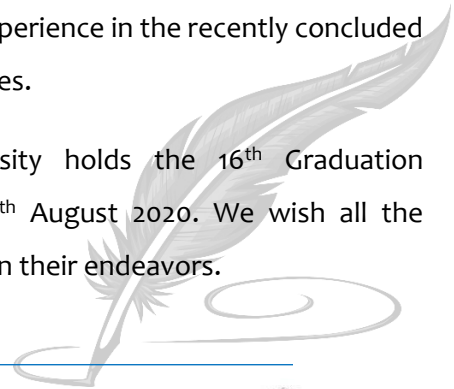 perience in the recently concluded
es.
sity holds the 16th Graduation
th August 2020. We wish all the
n their endeavors.